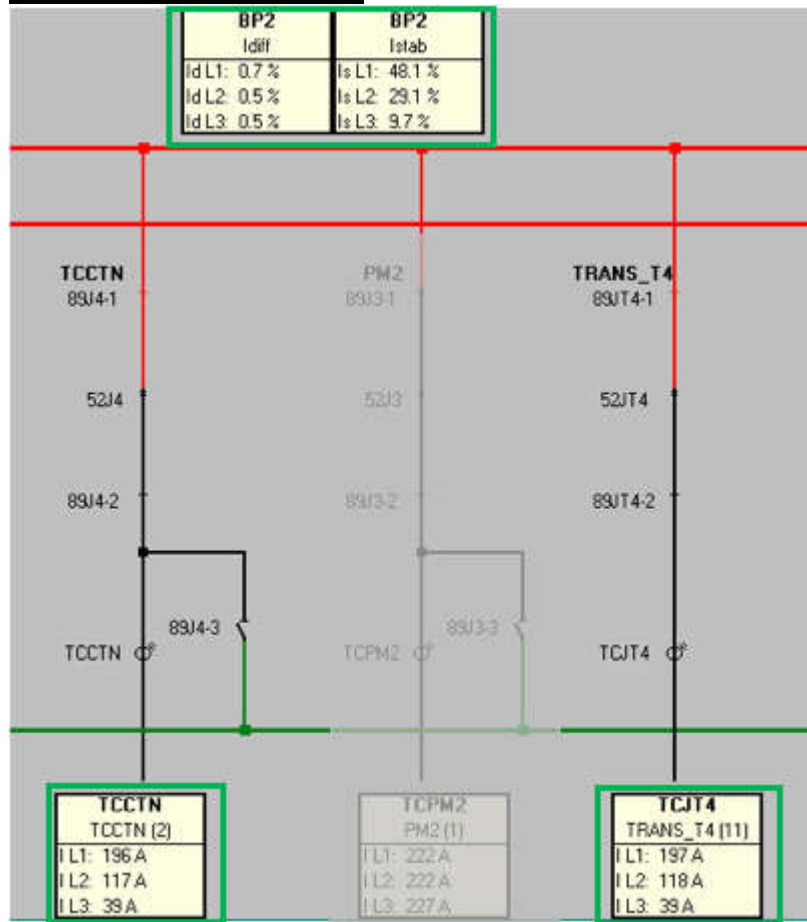 BP2 BP2
Idiff Istab
Id L1: 0.7 % Is L1: 48.1 %
Id L2: 0.5 % Is L2: 29.1 %
Id L3: 0.5 % Is L3: 9.7 %
TCCTN PM2 TRANS_T4
89J4-1 89J3-1 89JT4-1
52J4 52J3 52JT4
89J4-2 89J3-2 89JT4-2
89J4-3 89J3-3
TCCTN TCPM2 TCJT4
TCCTN TCPM2 TCJT4
TCCTN (2) PM2 (1) TRANS_T4 (11)
I L1: 196 A I L1: 222 A I L1: 197 A
I L2: 117 A I L2: 222 A I L2: 118 A
I L3: 39 A I L3: 227 A I L3: 39 A